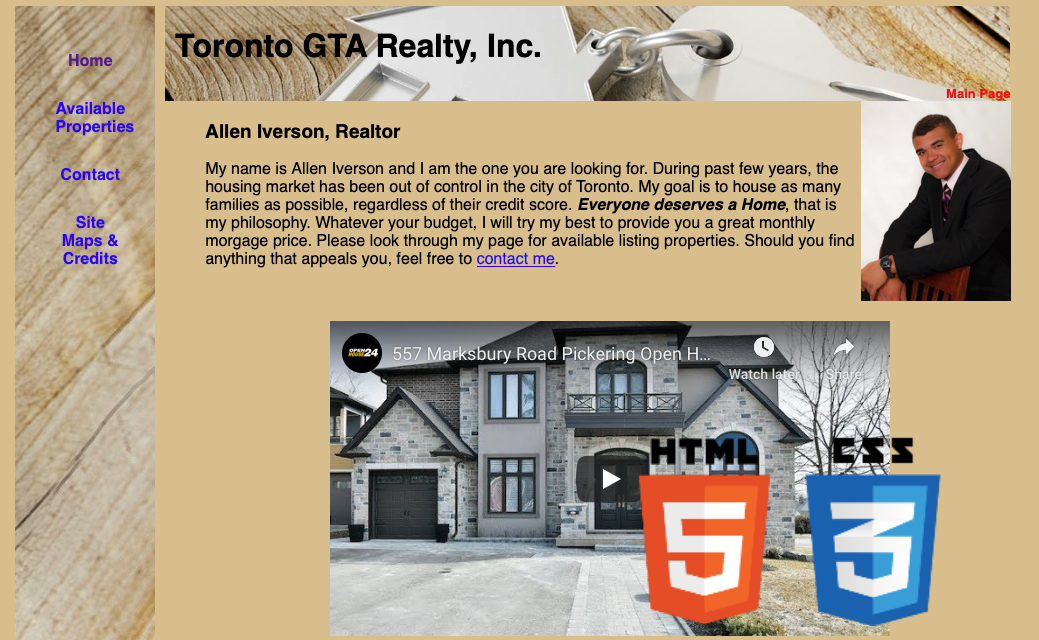 Home
Available
Properties
Contact
Site
Maps &
Credits
Toronto GTA Realty, Inc.
Main Page
Allen Iverson, Realtor
My name is Allen Iverson and I am the one you are looking for. During past few years, the
housing market has been out of control in the city of Toronto. My goal is to house as many
families as possible, regardless of their credit score. Everyone deserves a Home, that is
my philosophy. Whatever your budget, I will try my best to provide you a great monthly
morgage price. Please look through my page for available listing properties. Should you find
anything that appeals you, feel free to contact me.
OPEN HOUSE24
557 Marksbury Road Pickering Open H...
Watch later
Share
HTML
CSS
5
3